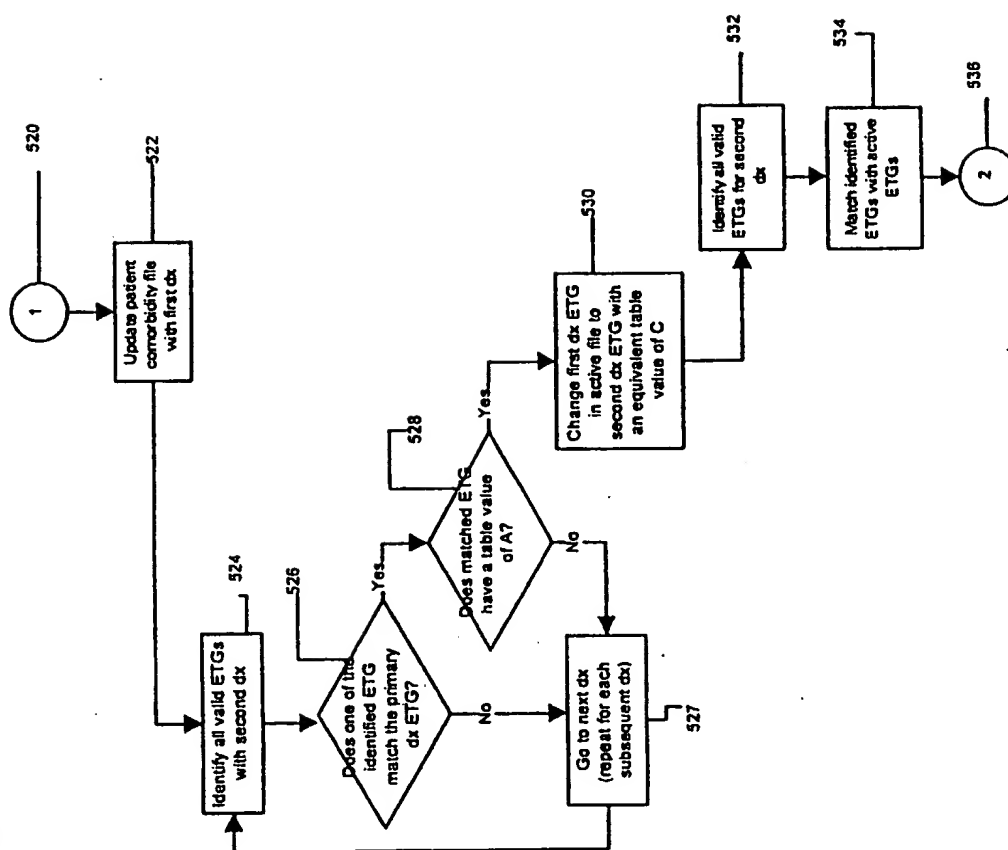 520
1
522
Update patient
comorbidity file
with first dx
524
Identify all valid ETGs
with second dx
526
Does one of the
identified ETG
match the primary
dx ETG?
Yes
No
528
Does matched ETG
have a table value
of A?
Yes
No
527
Go to next dx
(repeat for each
subsequent dx)
530
Change first dx ETG
in active file to
second dx ETG with
an equivalent table
value of C
532
Identify all valid
ETGs for second
dx
534
Match identified
ETGs with active
ETGs
536
2